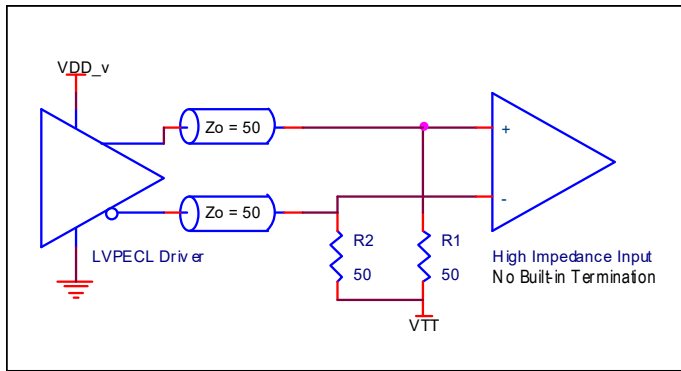 VDD_v
Zo = 50
Zo = 50
+
-
LVPECL Driver
R2
50
R1
50
High Impedance Input
No Built-in Termination
VTT